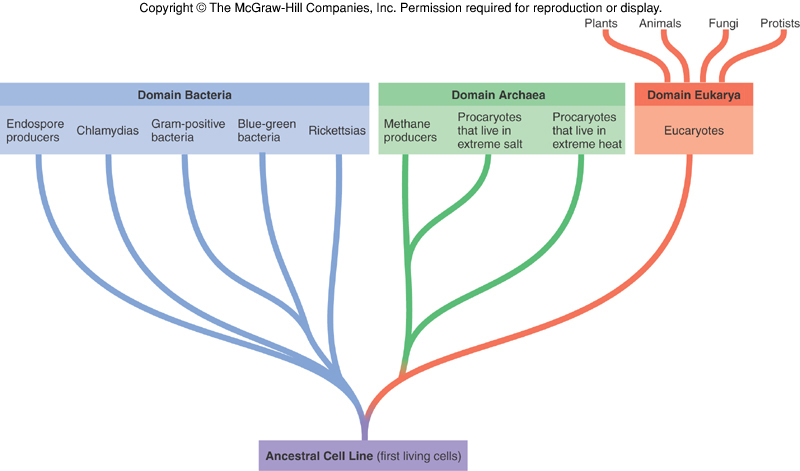 Copyright © The McGraw-Hill Companies, Inc. Permission required for reproduction or display.
Plants
Animals
Fungi
Protists
Domain Bacteria
Domain Archaea
Domain Eukarya
Endospore
producers
Chlamydias
Gram-positive
bacteria
Blue-green
bacteria
Rickettsias
Methane
producers
Procaryotes
that live in
extreme salt
Procaryotes
that live in
extreme heat
Eucaryotes
Ancestral Cell Line (first living cells)